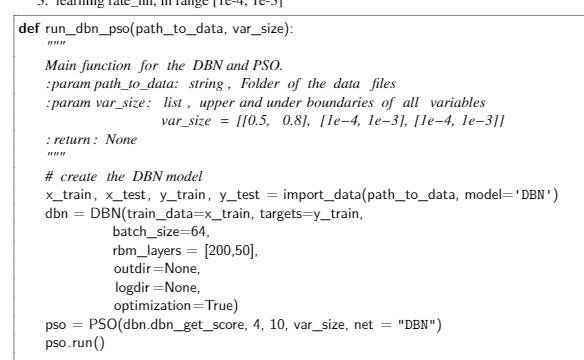 3. learning rate_nn, in range [1e-4, 1e-3]
def run_dbn_pso(path_to_data, var_size):
"""
Main function for the DBN and PSO.
:param path_to_data: string , Folder of the data files
:param var_size: list , upper and under boundaries of all variables
var_size = [[0.5, 0.8], [1e−4, 1e−3], [1e−4, 1e−3]]
: return : None
"""
# create the DBN model
x_train, x_test, y_train, y_test = import_data(path_to_data, model='DBN')
dbn = DBN(train_data=x_train, targets=y_train,
batch_size=64,
rbm_layers = [200,50],
outdir=None,
logdir=None,
optimization=True)
pso = PSO(dbn.dbn_get_score, 4, 10, var_size, net = "DBN")
pso.run()